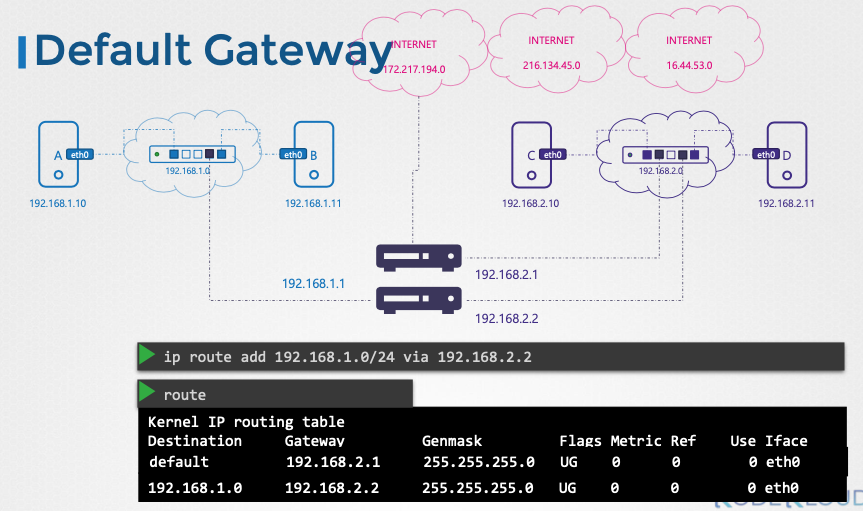 Default Gateway
INTERNET
172.217.194.0
INTERNET
216.134.45.0
INTERNET
16.44.53.0
A eth0
192.168.1.0
eth0 B
C eth0
192.168.2.0
eth0 D
192.168.1.10
192.168.1.11
192.168.2.10
192.168.2.11
192.168.1.1
192.168.2.1
192.168.2.2
ip route add 192.168.1.0/24 via 192.168.2.2
route
Kernel IP routing table
Destination Gateway Genmask Flags Metric Ref Use Iface
default 192.168.2.1 255.255.255.0 UG 0 0 0 eth0
192.168.1.0 192.168.2.2 255.255.255.0 UG 0 0 0 eth0